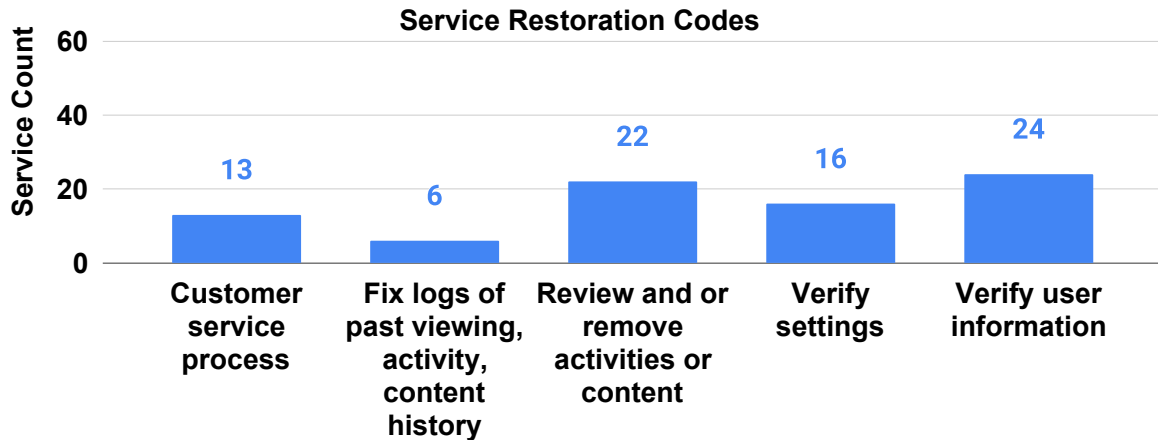 Service Restoration Codes
Service Count
60
40
20
0
13
6
22
16
24
Customer
service
process
Fix logs of
past viewing,
activity,
content
history
Review and or
remove
activities or
content
Verify
settings
Verify user
information